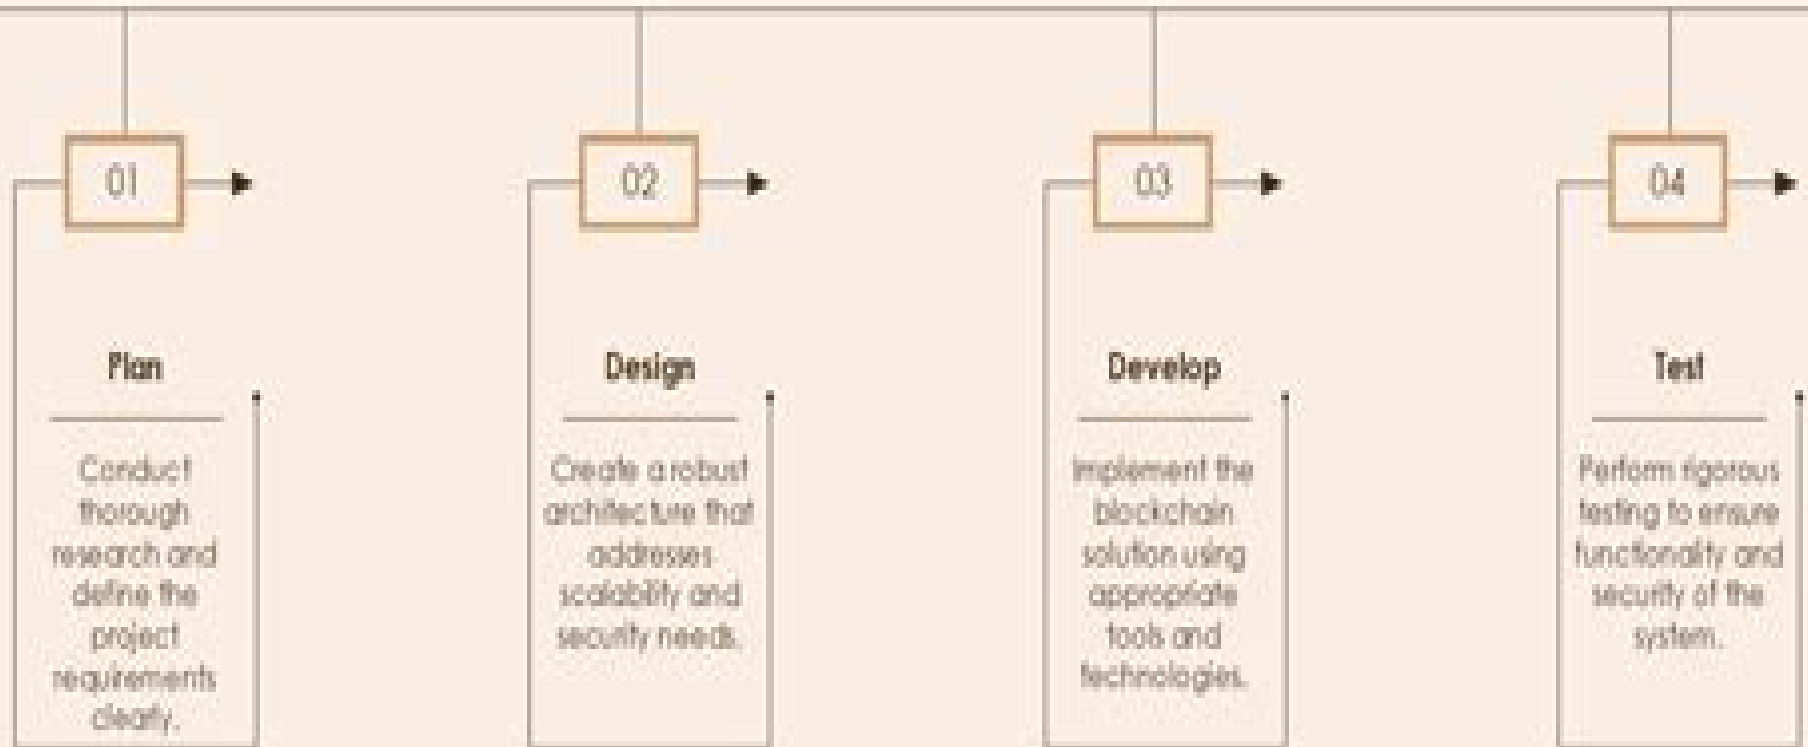 01
Plan
Conduct
thorough
research and
define the
project
requirements
clearly.
02
Design
Create a robust
architecture that
addresses
scalability and
security needs.
03
Develop
Implement the
blockchain
solution using
appropriate
tools and
technologies.
04
Test
Perform rigorous
testing to ensure
functionality and
security of the
system.